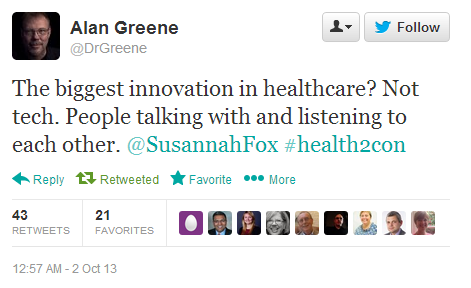 Alan Greene
@DrGreene
Follow
The biggest innovation in healthcare? Not
tech. People talking with and listening to
each other. @SusannahFox #health2con
Reply Retweeted Favorite More
43 21
RETWEETS FAVORITES
12:57 AM - 2 Oct 13